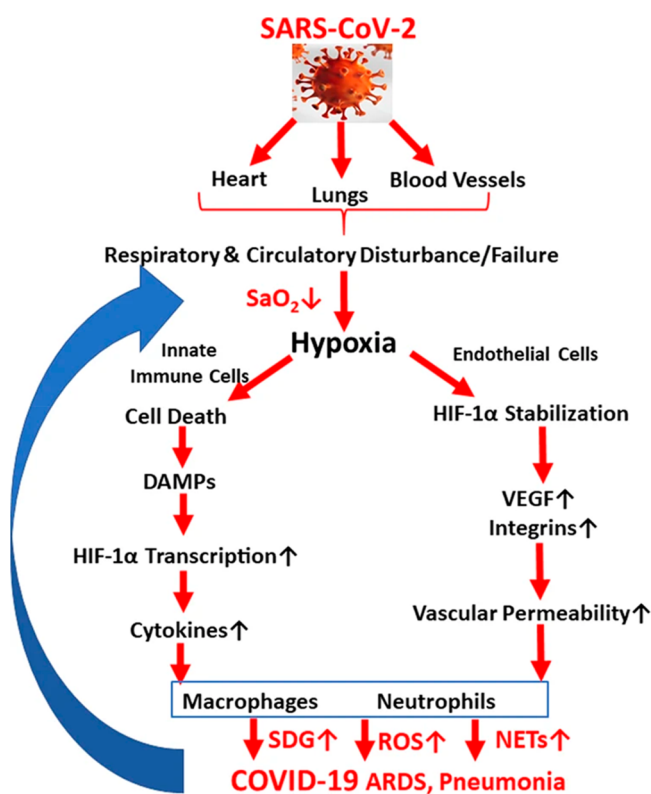 SARS-CoV-2
Heart
Lungs
Blood Vessels
Respiratory & Circulatory Disturbance/Failure
SaO₂↓
Hypoxia
Innate
Immune Cells
Endothelial Cells
Cell Death
HIF-1α Stabilization
DAMPs
VEGF↑
Integrins↑
HIF-1α Transcription↑
Vascular Permeability↑
Cytokines↑
Macrophages Neutrophils
SDG↑ ROS↑ NETs↑
COVID-19 ARDS, Pneumonia